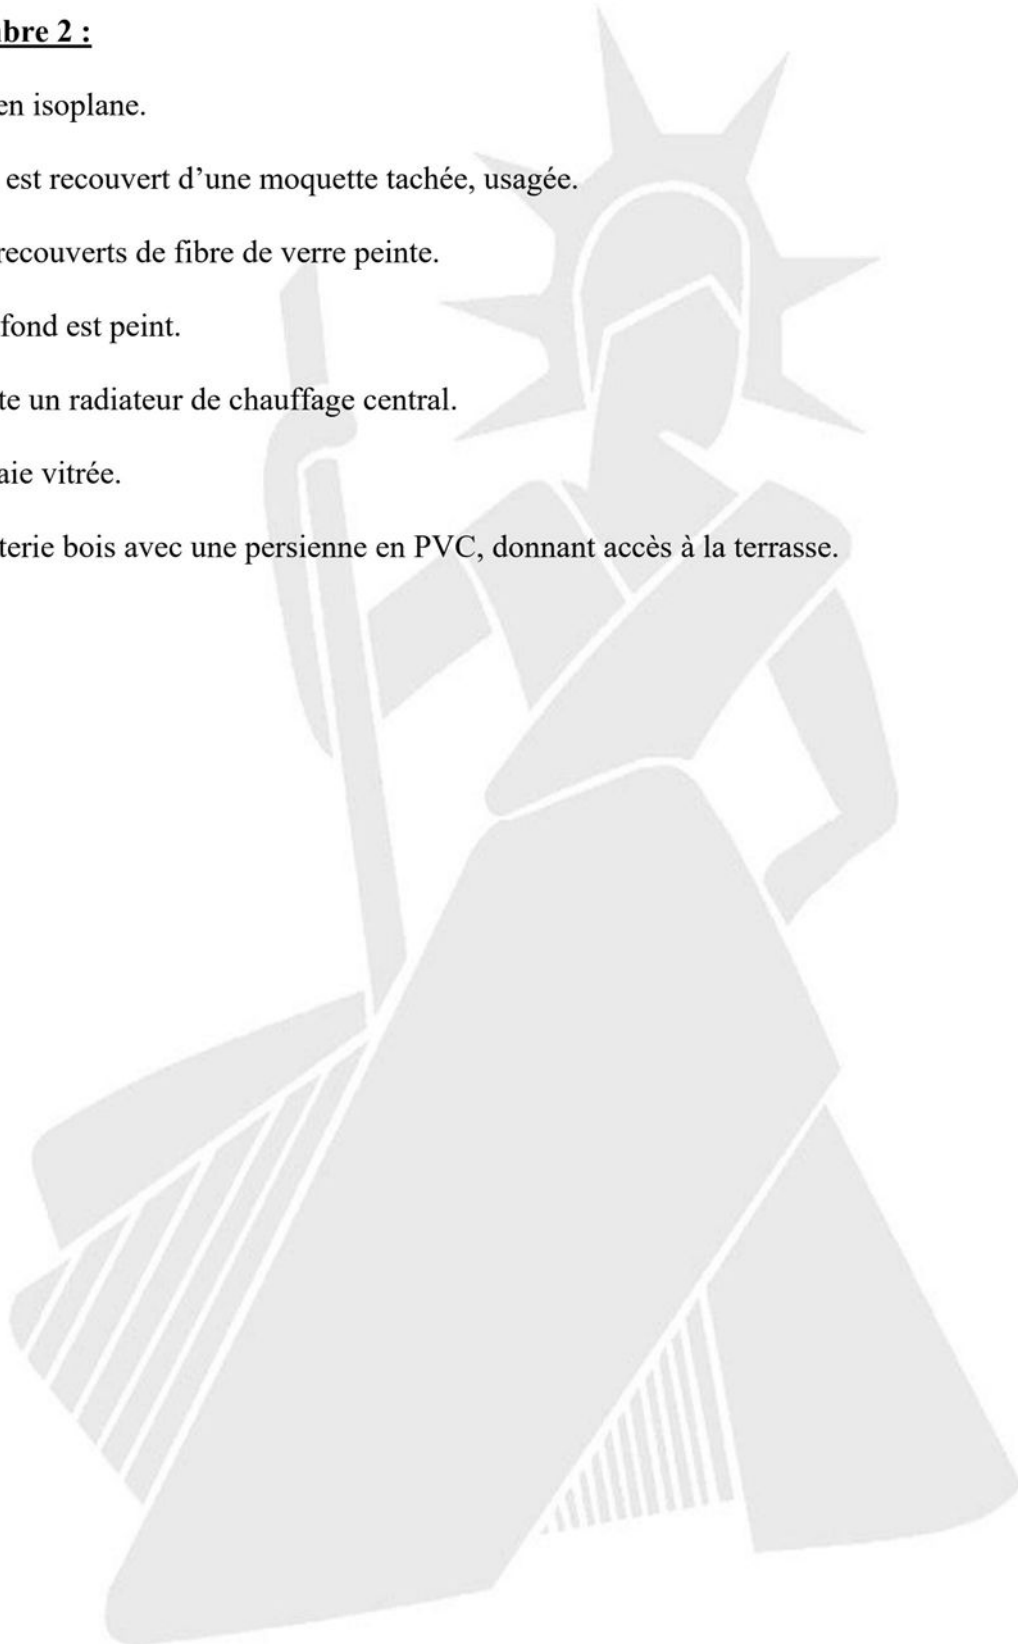 bre 2 :
en isoplane.
est recouvert d’une moquette tachée, usagée.
recouverts de fibre de verre peinte.
fond est peint.
te un radiateur de chauffage central.
aie vitrée.
terie bois avec une persienne en PVC, donnant accès à la terrasse.